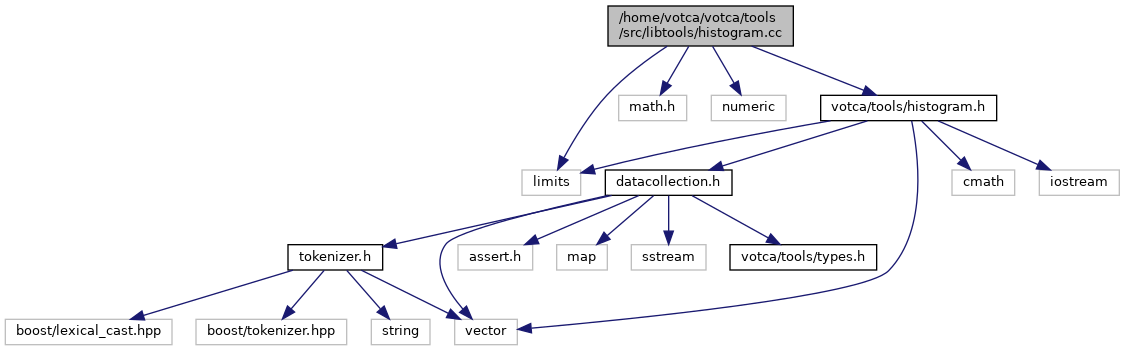 /home/votca/votca/tools
/src/libtools/histogram.cc
math.h
numeric
votca/tools/histogram.h
limits
datacollection.h
cmath
iostream
tokenizer.h
assert.h
map
sstream
votca/tools/types.h
boost/lexical_cast.hpp
boost/tokenizer.hpp
string
vector